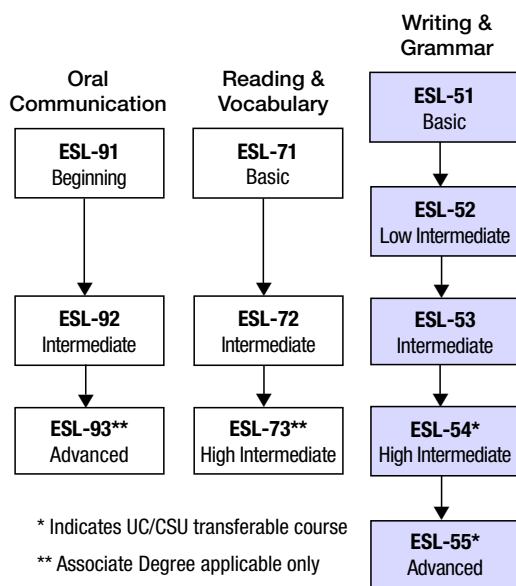 Oral
Communication
ESL-91
Beginning
ESL-92
Intermediate
ESL-93**
Advanced
Reading &
Vocabulary
ESL-71
Basic
ESL-72
Intermediate
ESL-73**
High Intermediate
Writing &
Grammar
ESL-51
Basic
ESL-52
Low Intermediate
ESL-53
Intermediate
ESL-54*
High Intermediate
ESL-55*
Advanced
* Indicates UC/CSU transferable course
** Associate Degree applicable only